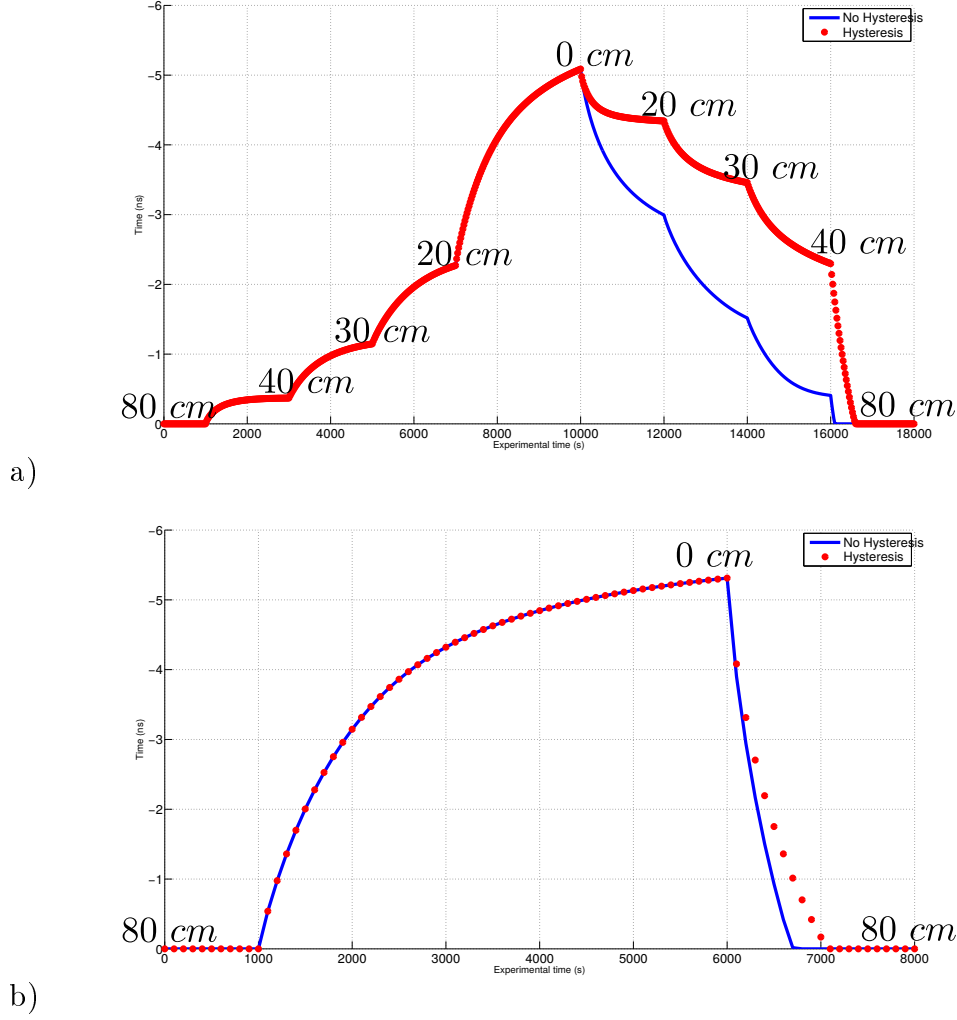 −6
No Hysteresis
Hysteresis
0 cm
−5
20 cm
−4
30 cm
−3
40 cm
20 cm
−2
30 cm
−1
40 cm
80 cm
80 cm
0
Time (ns)
2000 4000 6000 8000 10000 12000 14000 16000 18000
Experimental time (s)
a)
−6
No Hysteresis
Hysteresis
0 cm
−5
−4
−3
−2
−1
80 cm
80 cm
0
Time (ns)
0 1000 2000 3000 4000 5000 6000 7000 8000
Experimental time (s)
b)